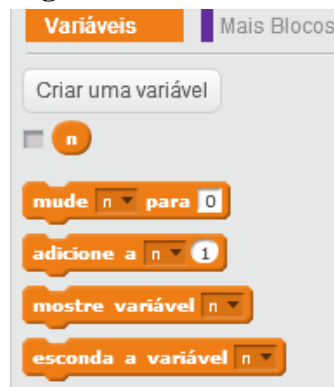 Variáveis Mais Blocos
Criar uma variável
n
mude n para 0
adicione a n 1
mostre variável n
esconda a variável n